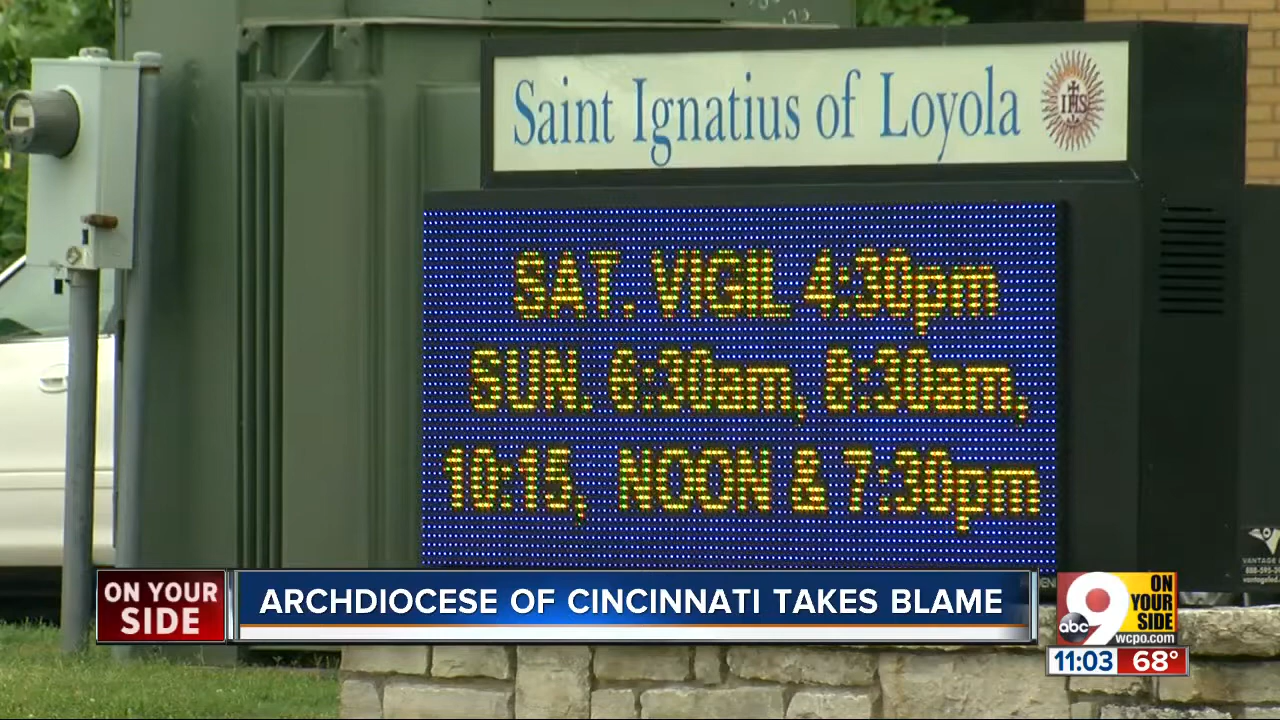 Saint Ignatius of Loyola
IHS
SAT. VIGIL 4:30pm
SUN. 6:30am, 8:30am,
10:15, NOON & 7:30pm
ON YOUR
SIDE
ARCHDIOCESE OF CINCINNATI TAKES BLAME
abc
9
ON
YOUR
SIDE
wcpo.com
11:03 68°